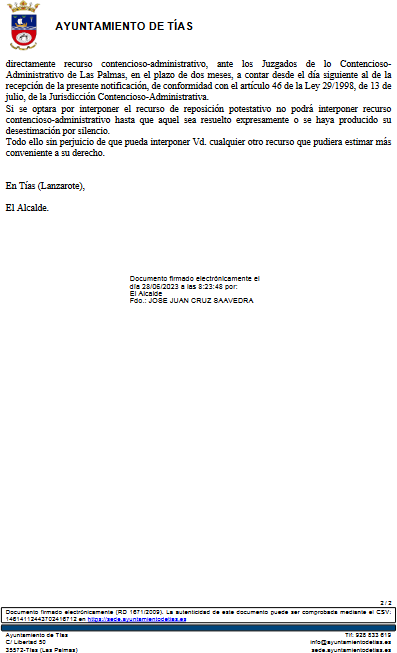 AYUNTAMIENTO DE TÍAS
directamente recurso contencioso-administrativo, ante los Juzgados de lo Contencioso-
Administrativo de Las Palmas, en el plazo de dos meses, a contar desde el día siguiente al de la
recepción de la presente notificación, de conformidad con el artículo 46 de la Ley 29/1998, de 13 de
julio, de la Jurisdicción Contencioso-Administrativa.
Si se optara por interponer el recurso de reposición potestativo no podrá interponer recurso
contencioso-administrativo hasta que aquel sea resuelto expresamente o se haya producido su
desestimación por silencio.
Todo ello sin perjuicio de que pueda interponer Vd. cualquier otro recurso que pudiera estimar más
conveniente a su derecho.
En Tías (Lanzarote),
El Alcalde.
Documento firmado electrónicamente el
día 28/06/2023 a las 8:23:48 por:
El Alcalde
Fdo.: JOSE JUAN CRUZ SAAVEDRA
2 / 2
Documento firmado electrónicamente (RD 1671/2009). La autenticidad de este documento puede ser comprobada mediante el CSV:
14614112443702416712 en https://sede.ayuntamientodetias.es
Ayuntamiento de Tías
C/ Libertad 50
35572-Tías (Las Palmas)
Tlf. 928 833 619
info@ayuntamientodetias.es
sede.ayuntamientodetias.es